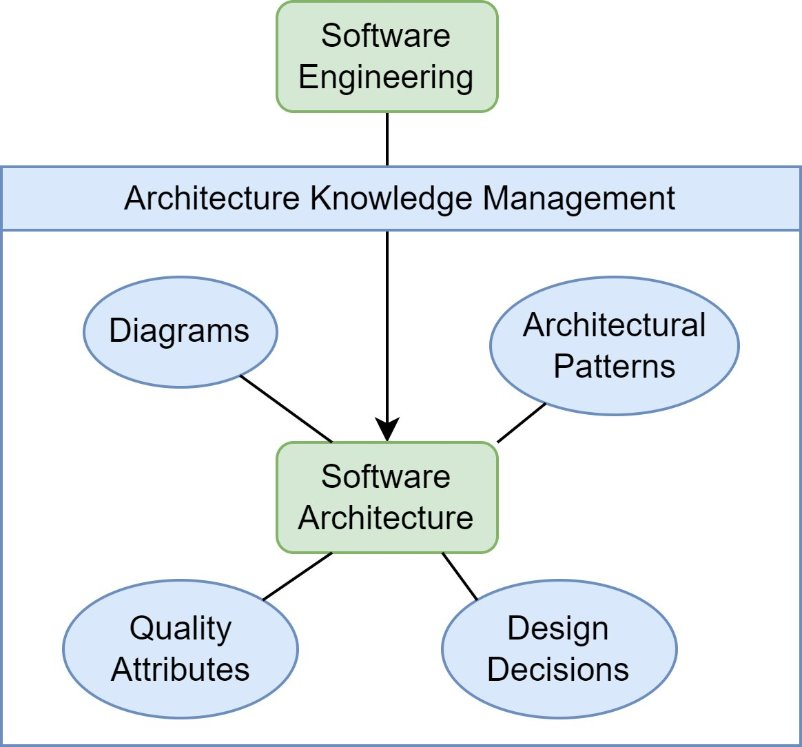 Software
Engineering
Architecture Knowledge Management
Diagrams
Architectural
Patterns
Software
Architecture
Quality
Attributes
Design
Decisions